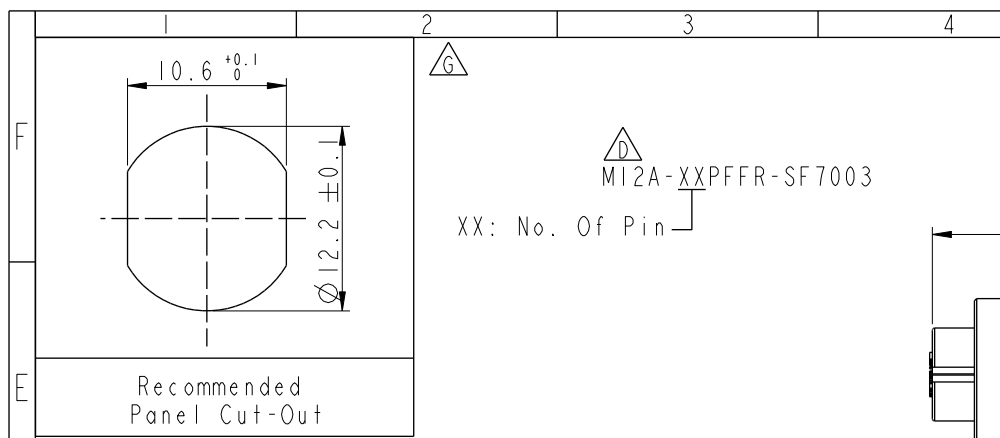 1 2 3 4
G
10.6 +0.1 0
F
Ø12.2 ±0.1
D
M12A-XXPFFR-SF7003
XX: No. Of Pin
E
Recommended
Panel Cut-Out